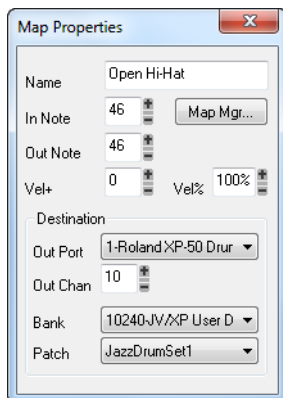 Map Properties
Name Open Hi-Hat
In Note 46 Map Mgr...
Out Note 46
Vel+ 0 Vel% 100%
Destination
Out Port 1-Roland XP-50 Drur
Out Chan 10
Bank 10240-JV/XP User D
Patch JazzDrumSet1